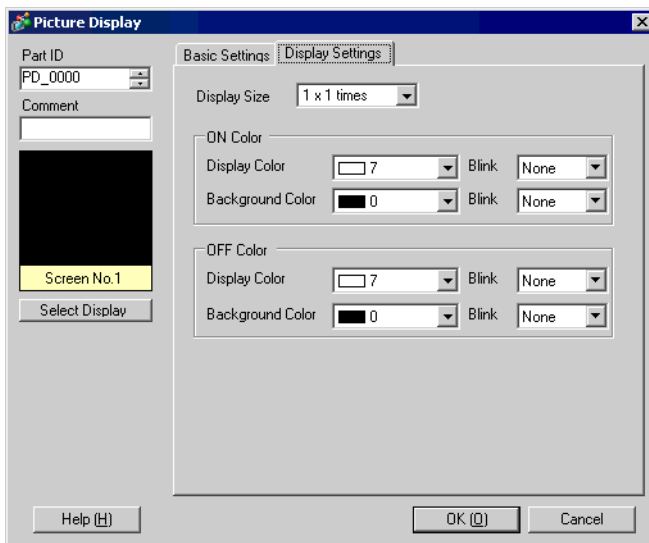 Picture Display
Part ID
PD_0000
Comment
Screen No.1
Select Display
Basic Settings Display Settings
Display Size 1 x 1 times
ON Color
Display Color 7 Blink None
Background Color 0 Blink None
OFF Color
Display Color 7 Blink None
Background Color 0 Blink None
Help (H) OK (O) Cancel